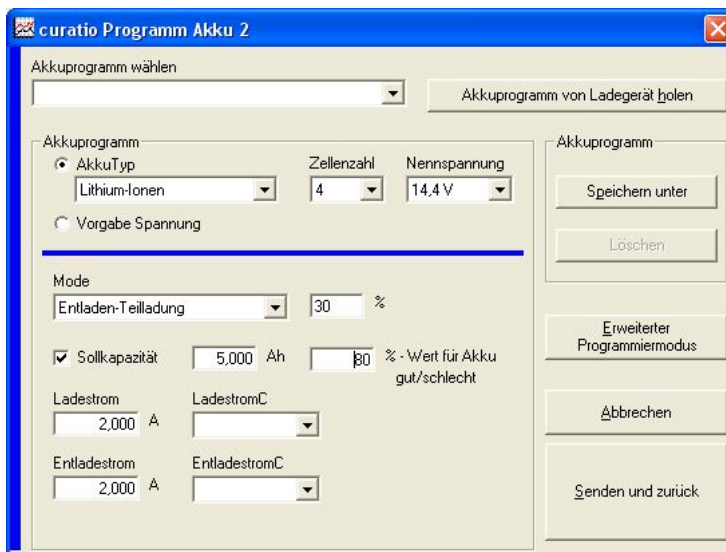 curatio Programm Akku 2
Akkuprogramm wählen
Akkuprogramm von Ladegerät holen
Akkuprogramm
AkkuTyp
Zellenzahl
Nennspannung
Lithium-Ionen
4
14,4 V
Vorgabe Spannung
Akkuprogramm
Speichern unter
Löschen
Mode
Entladen-Teilladung
30 %
Sollkapazität
5,000 Ah
80 % - Wert für Akku
gut/schlecht
Ladestrom
LadestromC
2,000 A
Entladestrom
EntladestromC
2,000 A
Erweiterter
Programmiermodus
Abbrechen
Senden und zurück